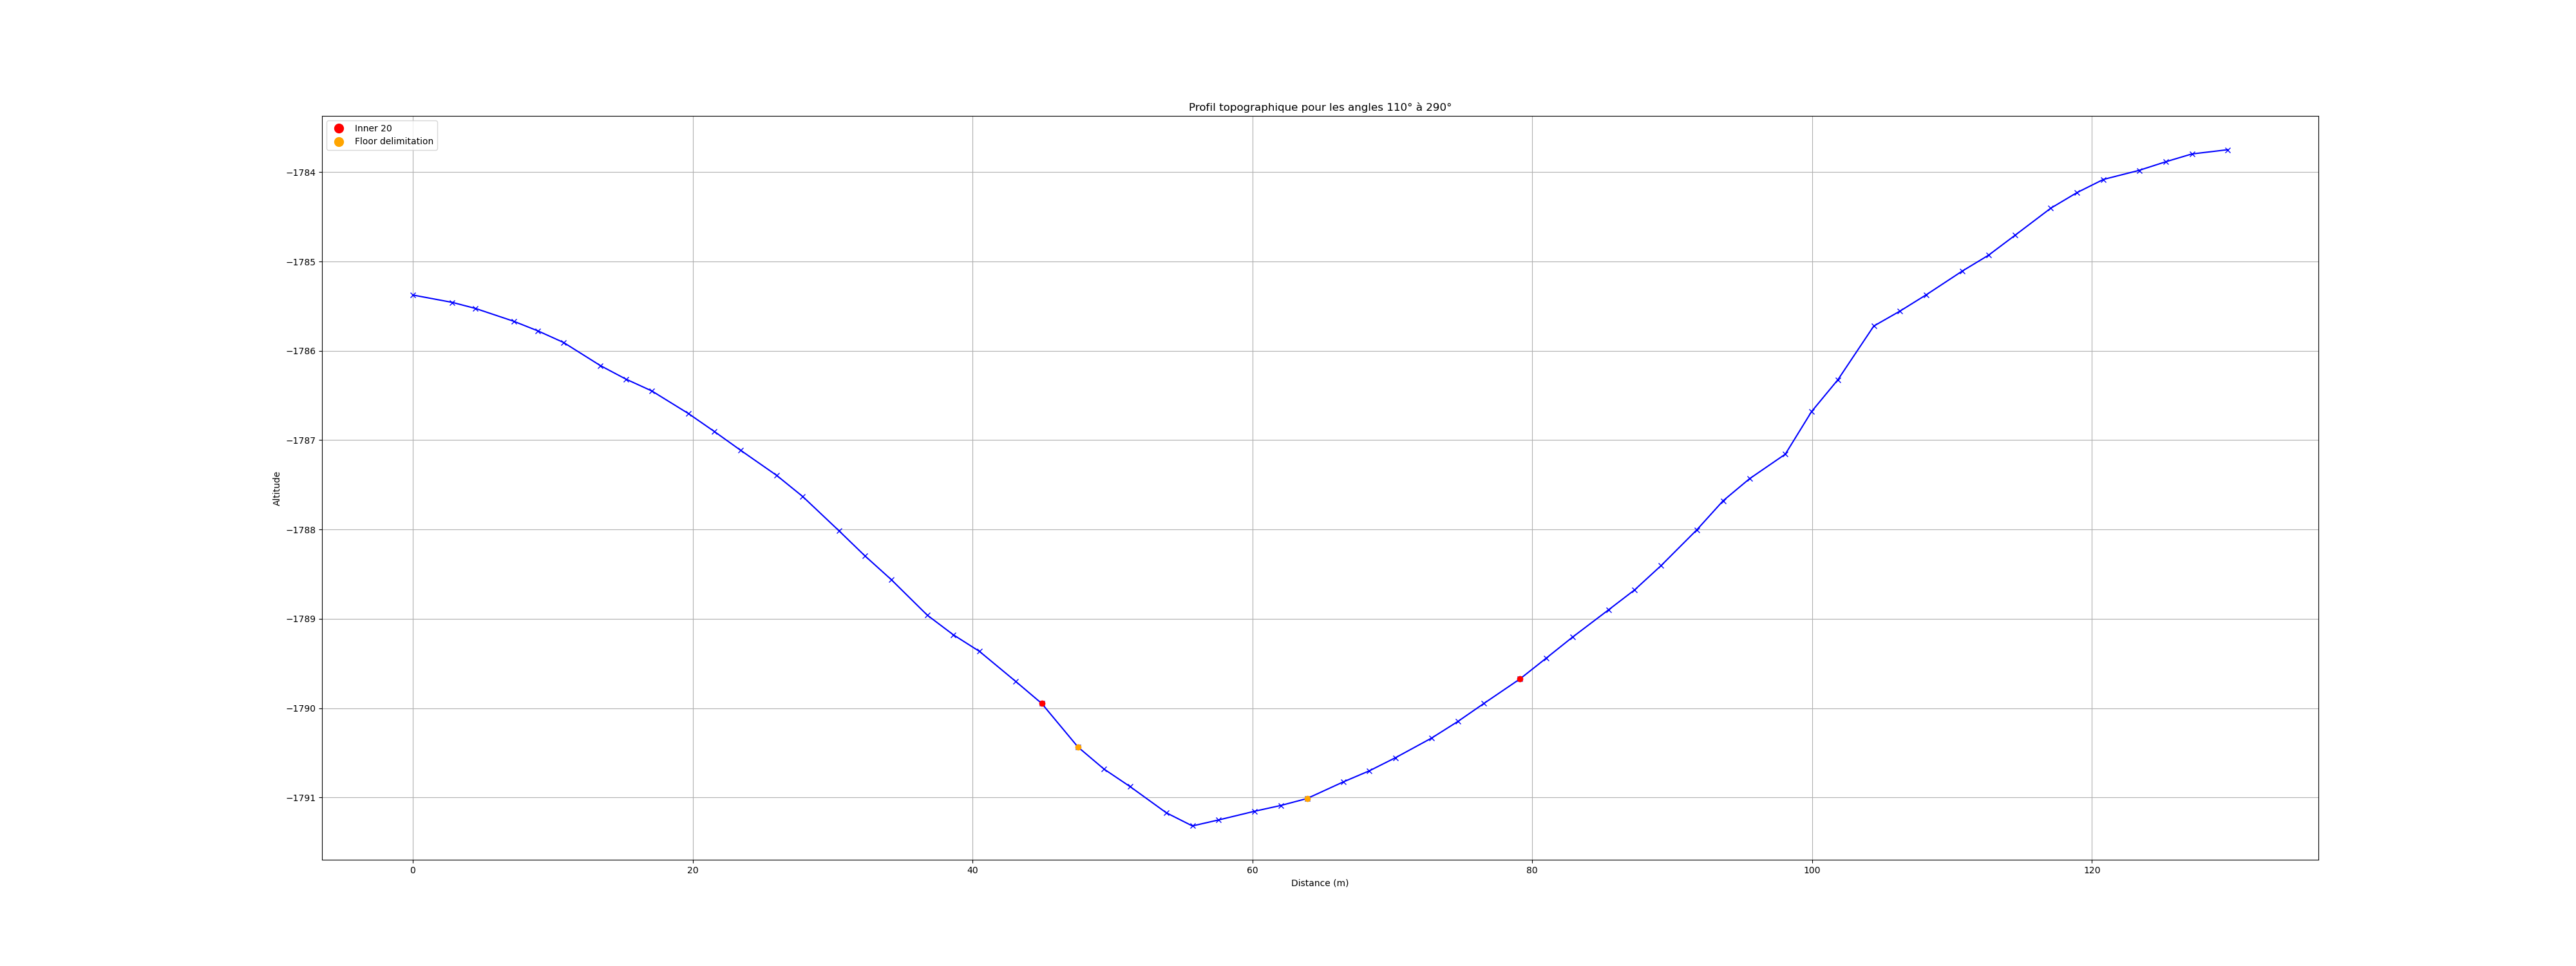 Profil topographique pour les angles 110° à 290°
Inner 20
Floor delimitation
−1784
−1785
−1786
−1787
−1788
−1789
−1790
−1791
Altitude
0 20 40 60 80 100 120
Distance (m)